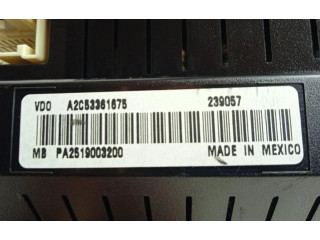 VDO A2C53361675 239057
MB PA2519003200 MADE IN MEXICO